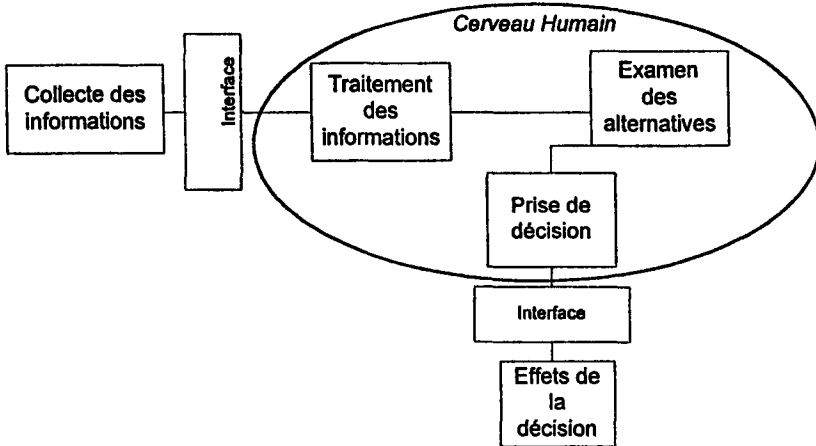 Cerveau Humain
Collecte des
informations
Interface
Traitement
des
informations
Examen
des
alternatives
Prise de
décision
Interface
Effets de
la
décision